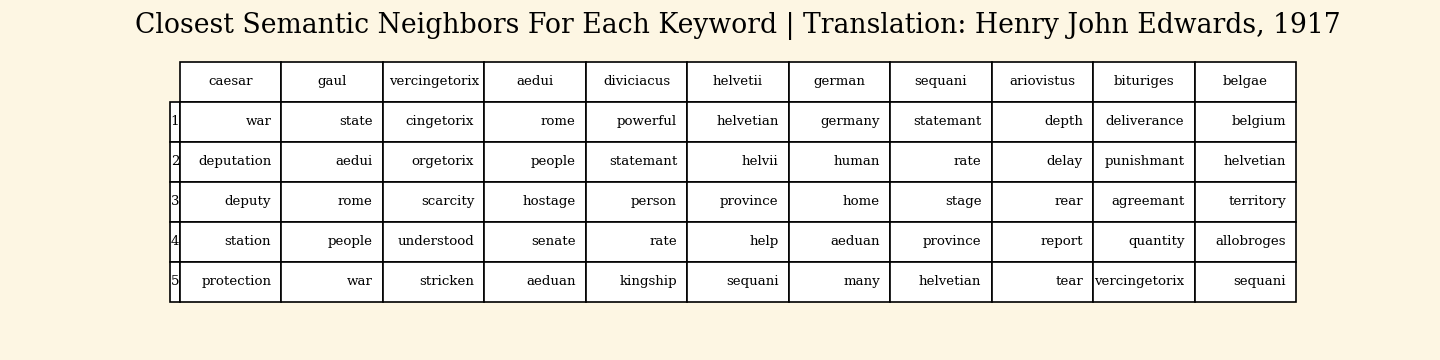 Closest Semantic Neighbors For Each Keyword | Translation: Henry John Edwards, 1917
caesar gaul vercingetorix aedui diviciacus helvetii german sequani ariovistus bituriges belgae
1 war state cingetorix rome powerful helvetian germany statemant depth deliverance belgium
2 deputation aedui orgetorix people statemant helvii human rate delay punishmant helvetian
3 deputy rome scarcity hostage person province home stage rear agreemant territory
4 station people understood senate rate help aeduan province report quantity allobroges
5 protection war stricken aeduan kingship sequani many helvetian tear vercingetorix sequani